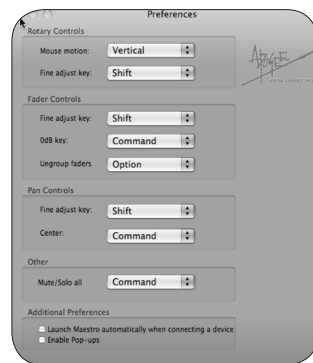 Preferences
Rotary Controls
Mouse motion: Vertical
Fine adjust key: Shift
Fader Controls
Fine adjust key: Shift
0dB key: Command
Ungroup faders Option
Pan Controls
Fine adjust key: Shift
Center: Command
Other
Mute/Solo all Command
Additional Preferences
Launch Maestro automatically when connecting a device
Enable Pop-ups